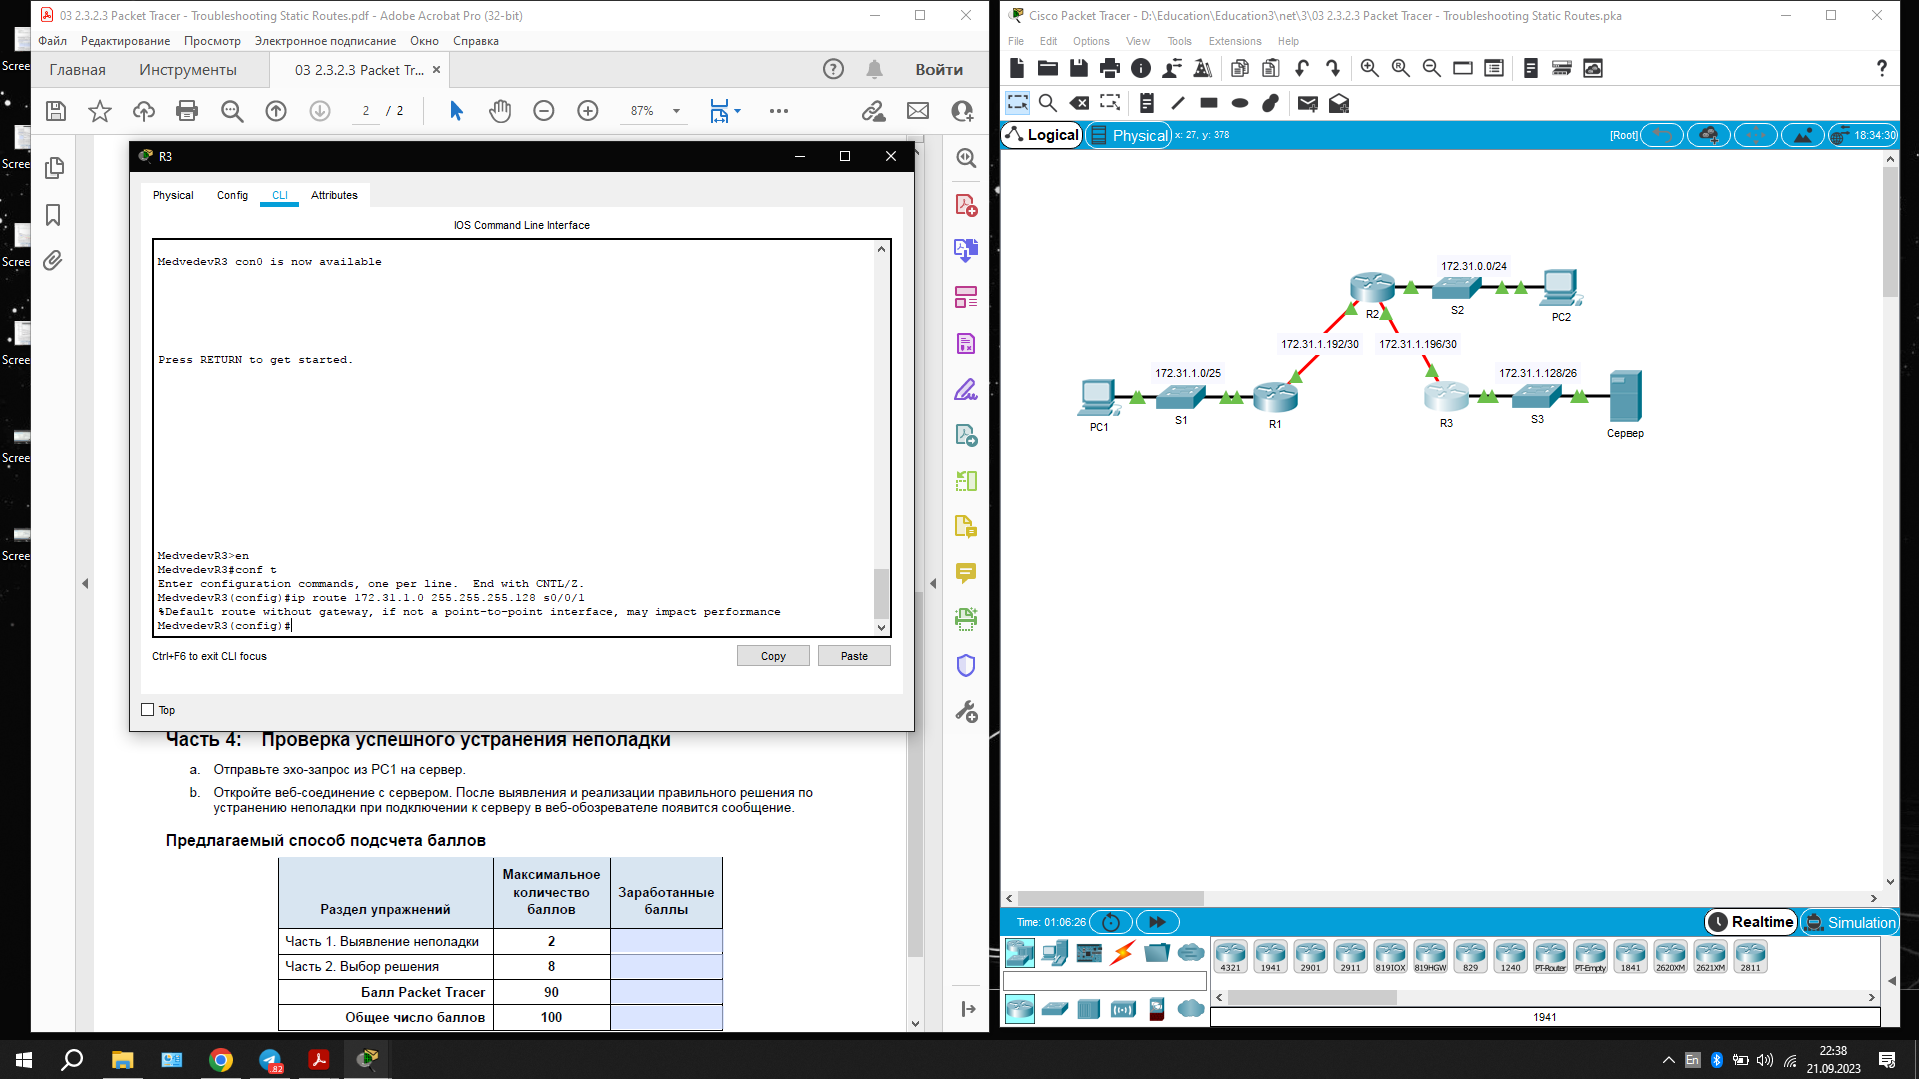 03 2.3.2.3 Packet Tracer - Troubleshooting Static Routes.pdf - Adobe Acrobat Pro (32-bit)
Файл Редактирование Просмотр Электронное подписание Окно Справка
Главная Инструменты 03 2.3.2.3 Packet Tr... Войти
2 / 2 87%
R3
Physical Config CLI Attributes
IOS Command Line Interface
MedvedevR3 con0 is now available
Press RETURN to get started.
MedvedevR3>en
MedvedevR3#conf t
Enter configuration commands, one per line. End with CNTL/Z.
MedvedevR3(config)#ip route 172.31.1.0 255.255.255.128 s0/0/1
%Default route without gateway, if not a point-to-point interface, may impact performance
MedvedevR3(config)#
Ctrl+F6 to exit CLI focus
Copy Paste
Top
Часть 4: Проверка успешного устранения неполадки
a. Отправьте эхо-запрос из PC1 на сервер.
b. Откройте веб-соединение с сервером. После выявления и реализации правильного решения по
устранению неполадки при подключении к серверу в веб-обозревателе появится сообщение.
Предлагаемый способ подсчета баллов
Раздел упражнений Максимальное количество баллов Заработанные баллы
Часть 1. Выявление неполадки 2
Часть 2. Выбор решения 8
Балл Packet Tracer 90
Общее число баллов 100
Cisco Packet Tracer - D:\Education\Education3\net\3\03 2.3.2.3 Packet Tracer - Troubleshooting Static Routes.pka
File Edit Options View Tools Extensions Help
Logical Physical x: 27, y: 378 [Root] 18:34:30
172.31.0.0/24
R2 S2 PC2
172.31.1.192/30 172.31.1.196/30
172.31.1.0/25 172.31.1.128/26
PC1 S1 R1 R3 S3 Сервер
Time: 01:06:26 Realtime Simulation
4321 1941 2901 2911 819IOX 819HGW 829 1240 PT-Router PT-Empty 1841 2620XM 2621XM 2811
1941
Scree
Scree
Scree
Scree
Scree
Scree
.82
En
22:38
21.09.2023